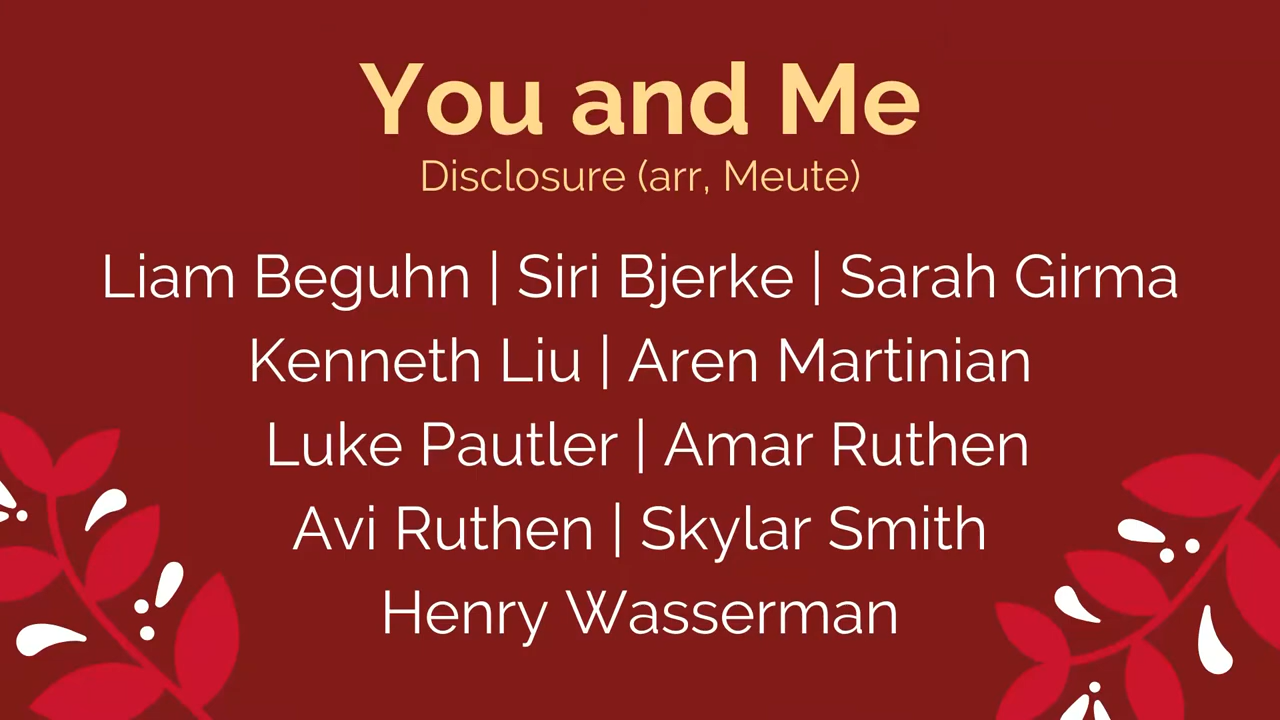 You and Me
Disclosure (arr, Meute)
Liam Beguhn | Siri Bjerke | Sarah Girma
Kenneth Liu | Aren Martinian
Luke Pautler | Amar Ruthen
Avi Ruthen | Skylar Smith
Henry Wasserman